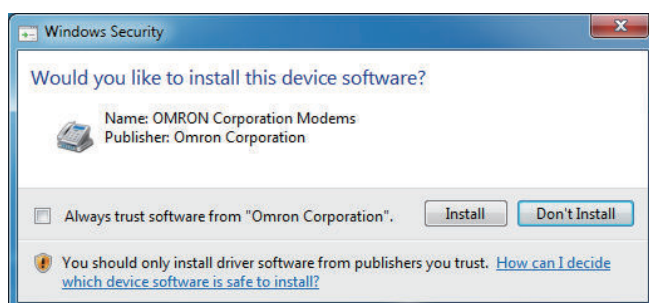 Windows Security
Would you like to install this device software?
Name: OMRON Corporation Modems
Publisher: Omron Corporation
Always trust software from "Omron Corporation".
Install
Don't Install
You should only install driver software from publishers you trust. How can I decide
which device software is safe to install?